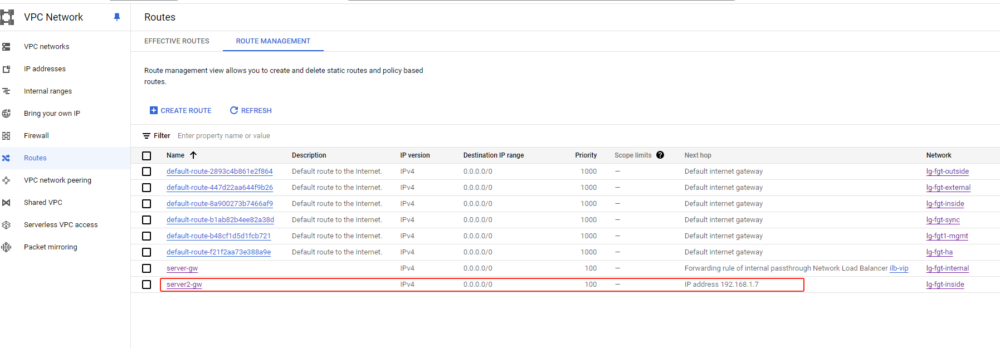 VPC Network
Routes
VPC networks
IP addresses
Internal ranges
Bring your own IP
Firewall
Routes
VPC network peering
Shared VPC
Serverless VPC access
Packet mirroring
EFFECTIVE ROUTES ROUTE MANAGEMENT
Route management view allows you to create and delete static routes and policy based
routes.
CREATE ROUTE REFRESH
Filter Enter property name or value
Name Description IP version Destination IP range Priority Scope limits ? Next hop Network
default-route-2893c4b861e2f864 Default route to the Internet. IPv4 0.0.0.0/0 1000 — Default internet gateway lg-fgt-outside
default-route-447d22aa644f9b26 Default route to the Internet. IPv4 0.0.0.0/0 1000 — Default internet gateway lg-fgt-external
default-route-8a900273b7466af9 Default route to the Internet. IPv4 0.0.0.0/0 1000 — Default internet gateway lg-fgt-inside
default-route-b1ab82b4ee82a38d Default route to the Internet. IPv4 0.0.0.0/0 1000 — Default internet gateway lg-fgt-sync
default-route-b48cf1d5d1fcb721 Default route to the Internet. IPv4 0.0.0.0/0 1000 — Default internet gateway lg-fgt1-mgmt
default-route-f21f2aa73e388a9e Default route to the Internet. IPv4 0.0.0.0/0 1000 — Default internet gateway lg-fgt-ha
server-gw IPv4 0.0.0.0/0 100 — Forwarding rule of internal passthrough Network Load Balancer ilb-vip lg-fgt-internal
server2-gw IPv4 0.0.0.0/0 100 — IP address 192.168.1.7 lg-fgt-inside